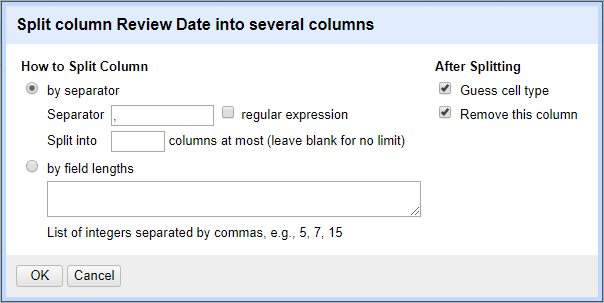 Split column Review Date into several columns
How to Split Column
by separator
Separator , regular expression
Split into columns at most (leave blank for no limit)
by field lengths
List of integers separated by commas, e.g., 5, 7, 15
After Splitting
Guess cell type
Remove this column
OK Cancel